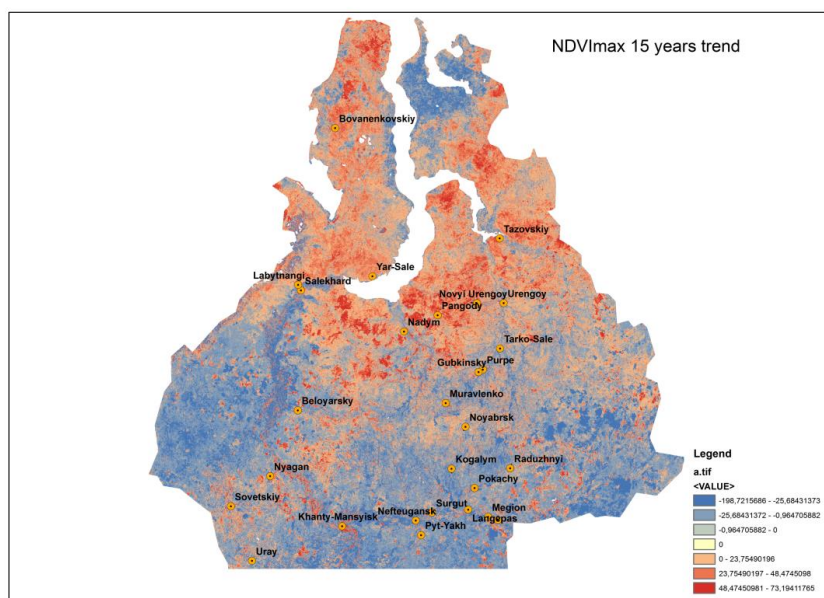 NDVImax 15 years trend
Bovanenkovskiy
Tazovskiy
Yar-Sale
Labytnangi
Salekhard
Novyi Urengoy Urengoy
Pangody
Nadym
Tarko-Sale
Gubkinsky Purpe
Muravlenko
Beloyarsky
Noyabrsk
Kogalym Raduzhnyi
Nyagan
Pokachy
Sovetskiy
Surgut Megion
Nefteugansk Langepas
Khanty-Mansyisk
Pyt-Yakh
Uray
Legend
a.tif
<VALUE>
-198,7215686 - -25,68431373
-25,68431372 - -0,964705882
-0,964705882 - 0
0
0 - 23,75490196
23,75490197 - 48,4745098
48,47450981 - 73,19411765